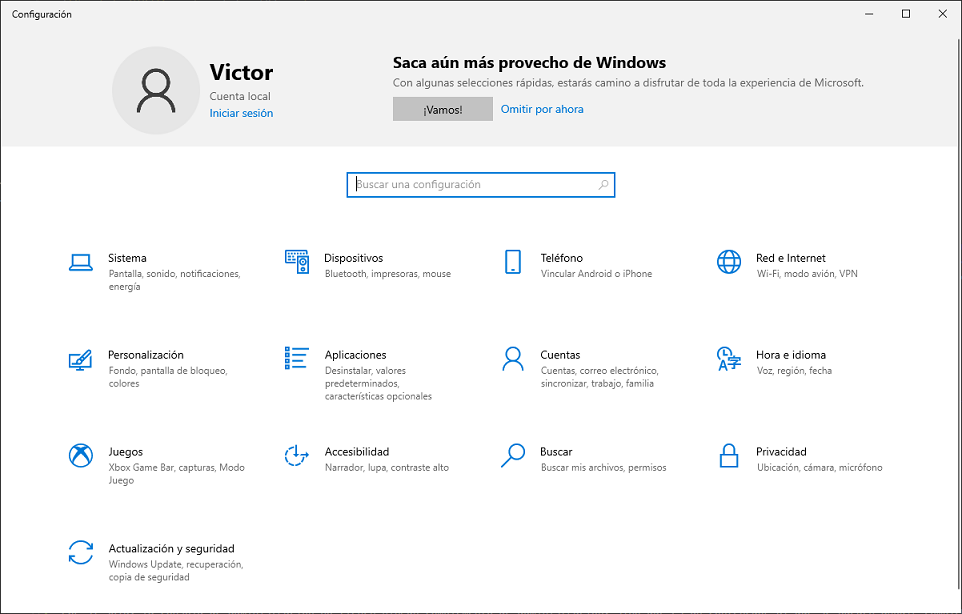 Configuración
Victor
Cuenta local
Iniciar sesión
Saca aún más provecho de Windows
Con algunas selecciones rápidas, estarás camino a disfrutar de toda la experiencia de Microsoft.
¡Vamos! Omitir por ahora
Buscar una configuración
Sistema
Pantalla, sonido, notificaciones,
energía
Dispositivos
Bluetooth, impresoras, mouse
Teléfono
Vincular Android o iPhone
Red e Internet
Wi-Fi, modo avión, VPN
Personalización
Fondo, pantalla de bloqueo,
colores
Aplicaciones
Desinstalar, valores
predeterminados,
características opcionales
Cuentas
Cuentas, correo electrónico,
sincronizar, trabajo, familia
Hora e idioma
Voz, región, fecha
Juegos
Xbox Game Bar, capturas, Modo
Juego
Accesibilidad
Narrador, lupa, contraste alto
Buscar
Buscar mis archivos, permisos
Privacidad
Ubicación, cámara, micrófono
Actualización y seguridad
Windows Update, recuperación,
copia de seguridad